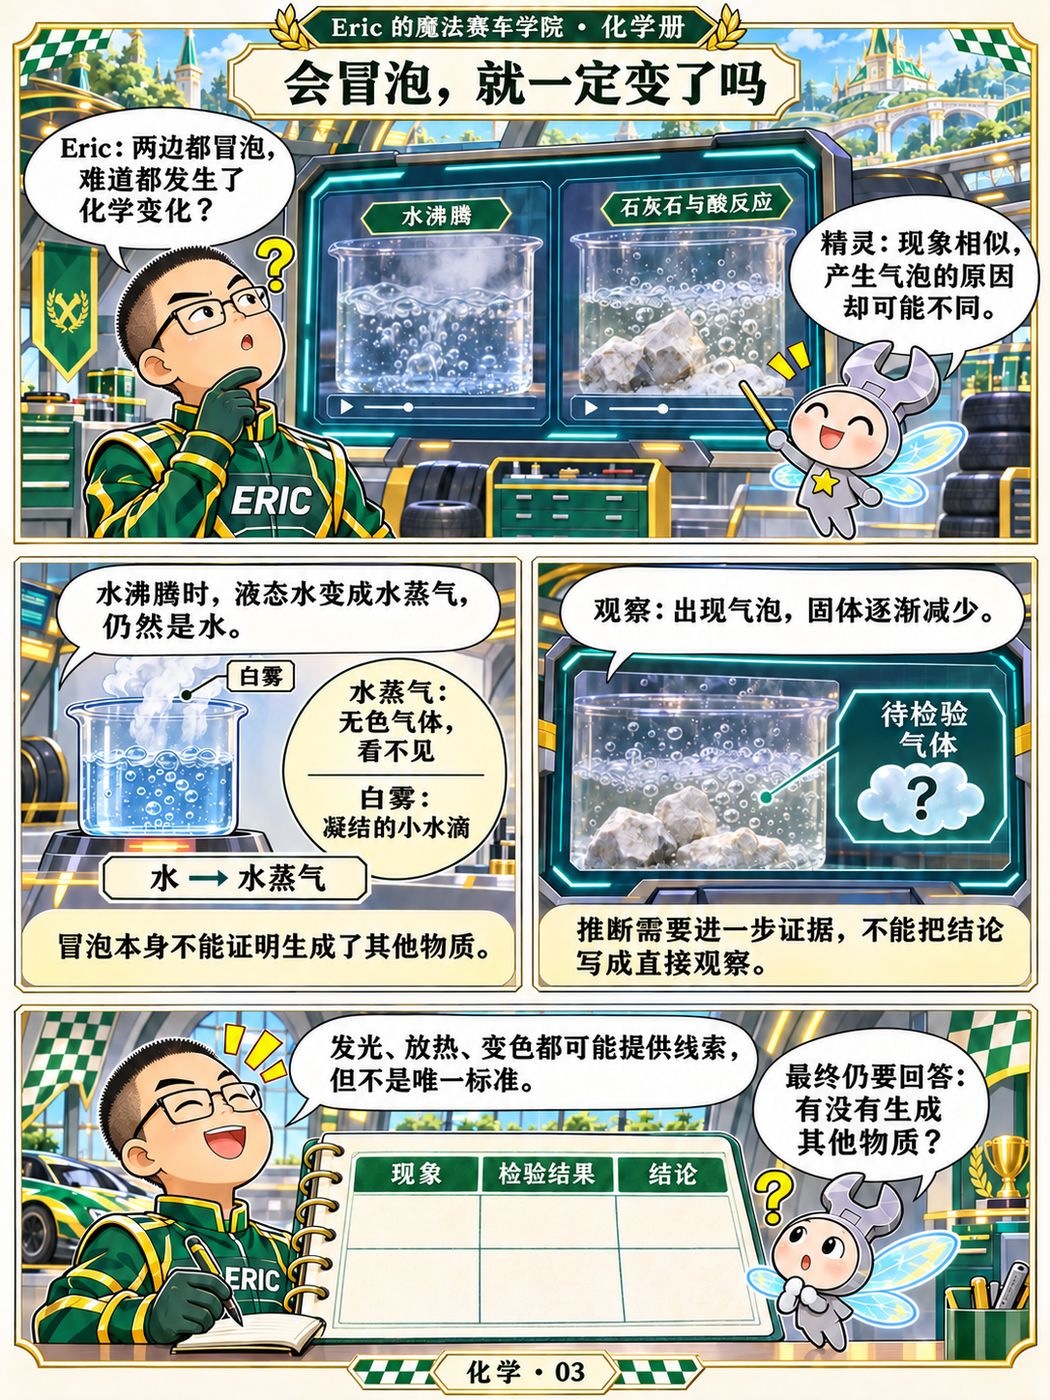 Eric 的魔法赛车学院 · 化学册
会冒泡，就一定变了吗
Eric：两边都冒泡，
难道都发生了
化学变化？
?
水沸腾
石灰石与酸反应
精灵：现象相似，
产生气泡的原因
却可能不同。
ERIC
水沸腾时，液态水变成水蒸气，
仍然是水。
白雾
水蒸气：
无色气体，
看不见
白雾：
凝结的小水滴
水 → 水蒸气
冒泡本身不能证明生成了其他物质。
观察：出现气泡，固体逐渐减少。
待检验
气体
?
推断需要进一步证据，不能把结论
写成直接观察。
发光、放热、变色都可能提供线索，
但不是唯一标准。
最终仍要回答：
有没有生成
其他物质？
现象 检验结果 结论
?
ERIC
化学 · 03